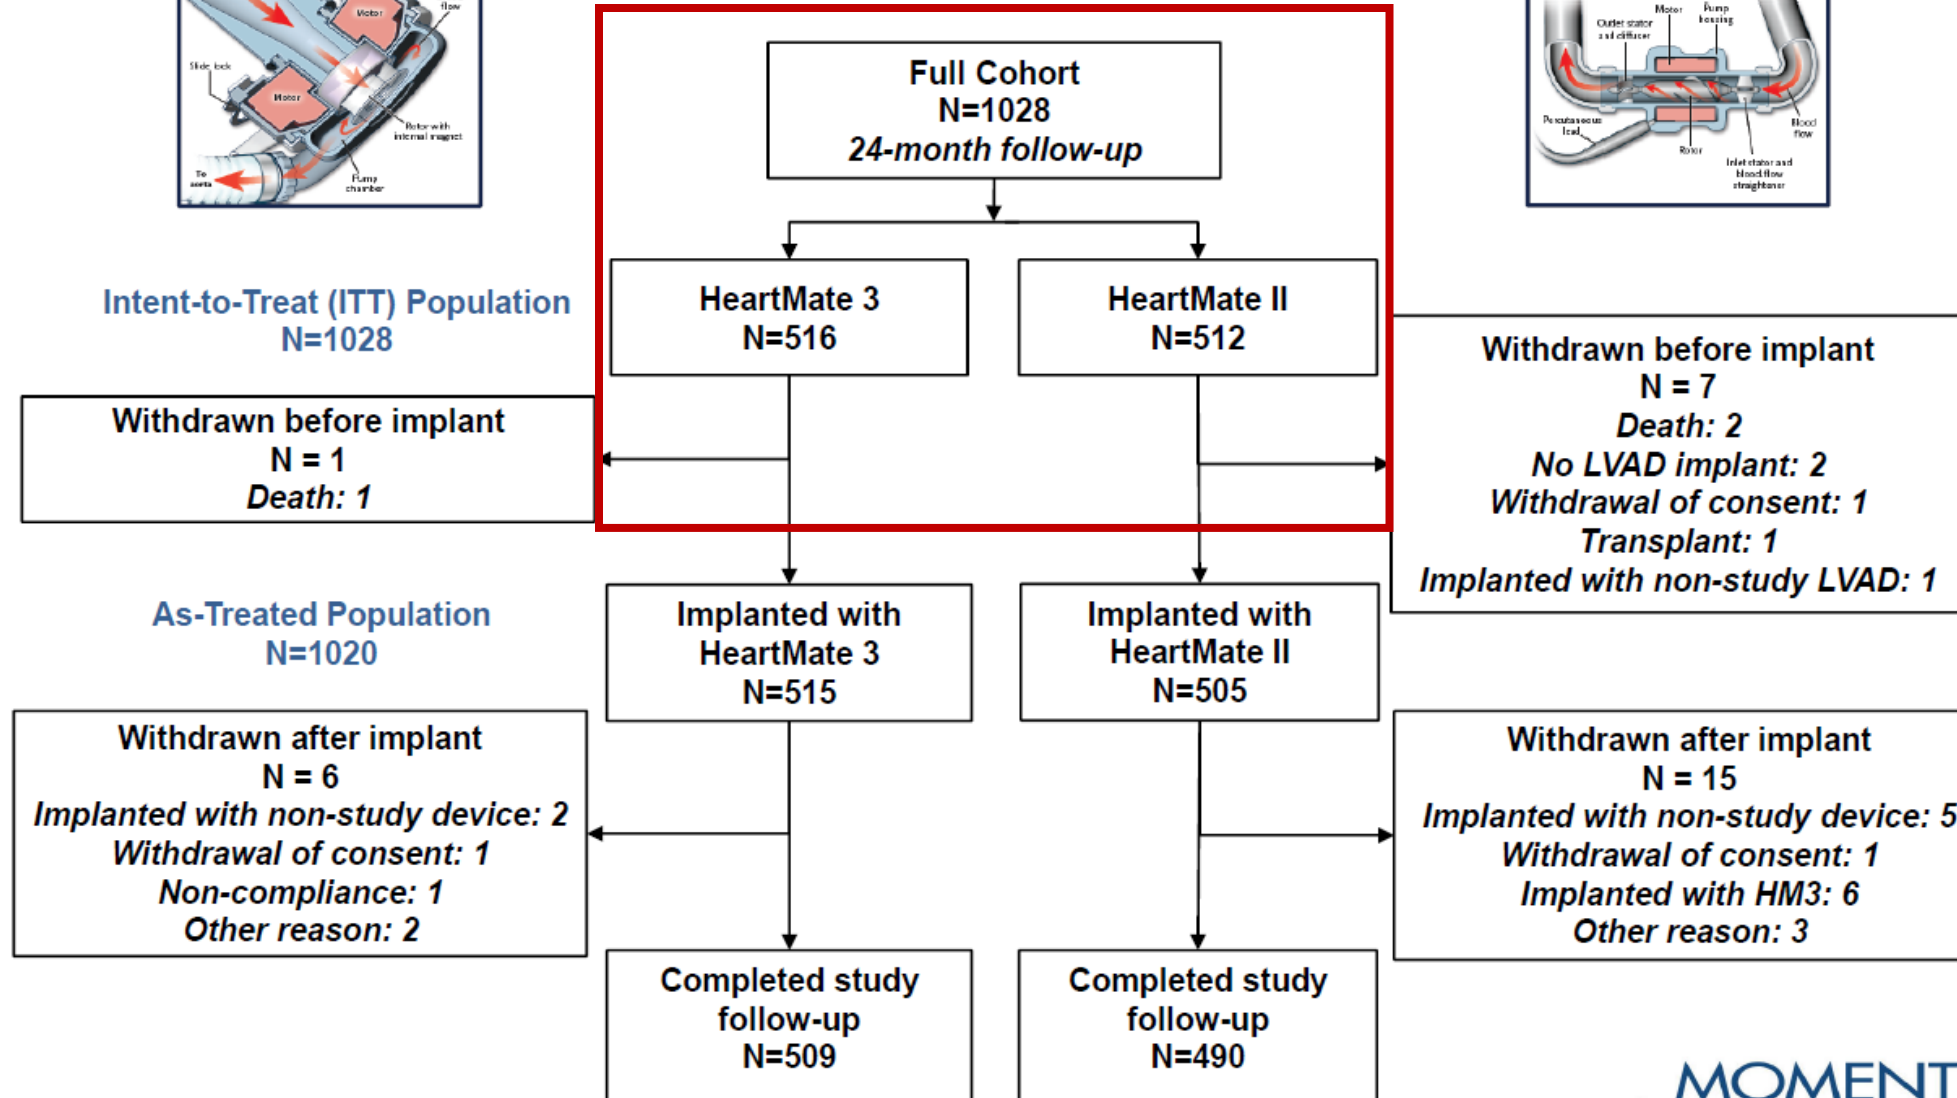 Motor
flow
Slide lock
Motor
Rotor with
internal magnet
To
aorta
Pump
chamber
Full Cohort
N=1028
24-month follow-up
Motor
Pump
housing
Outlet stator
and diffuser
Percutaneous
lead
Rotor
Blood
flow
Inlet stator and
blood-flow
straightener
Intent-to-Treat (ITT) Population
N=1028
HeartMate 3
N=516
HeartMate II
N=512
Withdrawn before implant
N = 1
Death: 1
Withdrawn before implant
N = 7
Death: 2
No LVAD implant: 2
Withdrawal of consent: 1
Transplant: 1
Implanted with non-study LVAD: 1
As-Treated Population
N=1020
Implanted with
HeartMate 3
N=515
Implanted with
HeartMate II
N=505
Withdrawn after implant
N = 6
Implanted with non-study device: 2
Withdrawal of consent: 1
Non-compliance: 1
Other reason: 2
Withdrawn after implant
N = 15
Implanted with non-study device: 5
Withdrawal of consent: 1
Implanted with HM3: 6
Other reason: 3
Completed study
follow-up
N=509
Completed study
follow-up
N=490
MOMENT